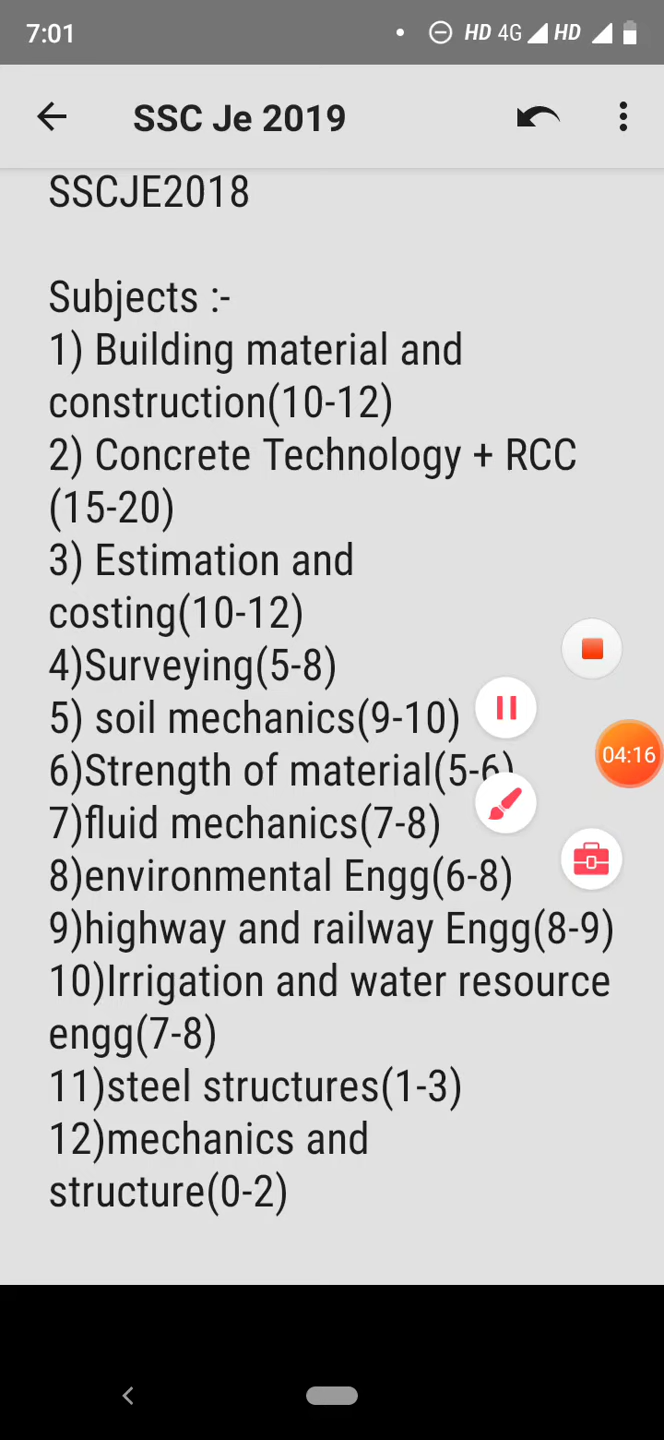 7:01
HD 4G HD
SSC Je 2019
SSCJE2018
Subjects :-
1) Building material and
construction(10-12)
2) Concrete Technology + RCC
(15-20)
3) Estimation and
costing(10-12)
4)Surveying(5-8)
5) soil mechanics(9-10)
6)Strength of material(5-6)
04:16
7)fluid mechanics(7-8)
8)environmental Engg(6-8)
9)highway and railway Engg(8-9)
10)Irrigation and water resource
engg(7-8)
11)steel structures(1-3)
12)mechanics and
structure(0-2)